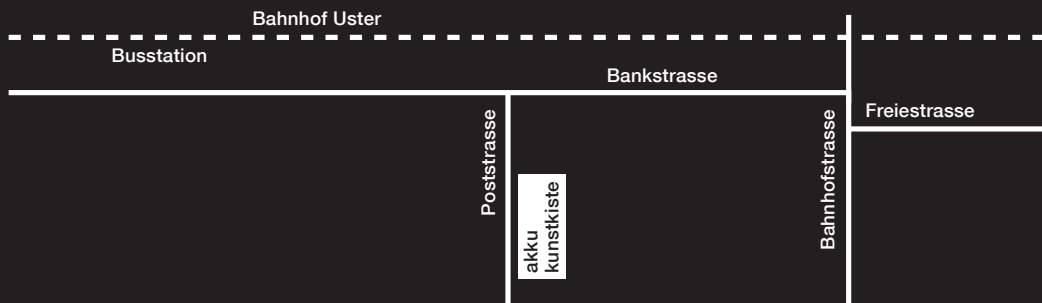 Bahnhof Uster
Busstation
Bankstrasse
Freiestrasse
Poststrasse
akku
kunstkiste
Bahnhofstrasse